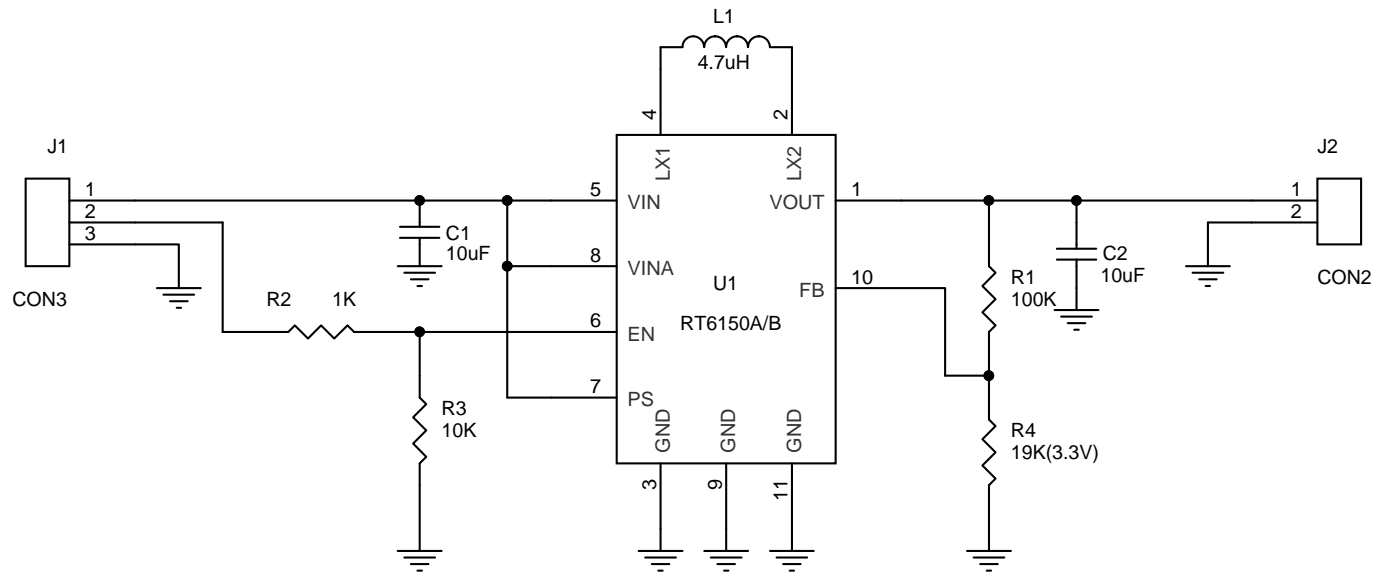 L1
4.7uH
4
2
J1
LX1
LX2
J2
1
2
3
5
VIN
VOUT
1
1
2
C1
10uF
8
VINA
C2
10uF
CON3
R2
1K
U1
RT6150A/B
FB
10
R1
100K
CON2
6
EN
7
PS
R3
10K
GND
GND
GND
R4
19K(3.3V)
3
9
11